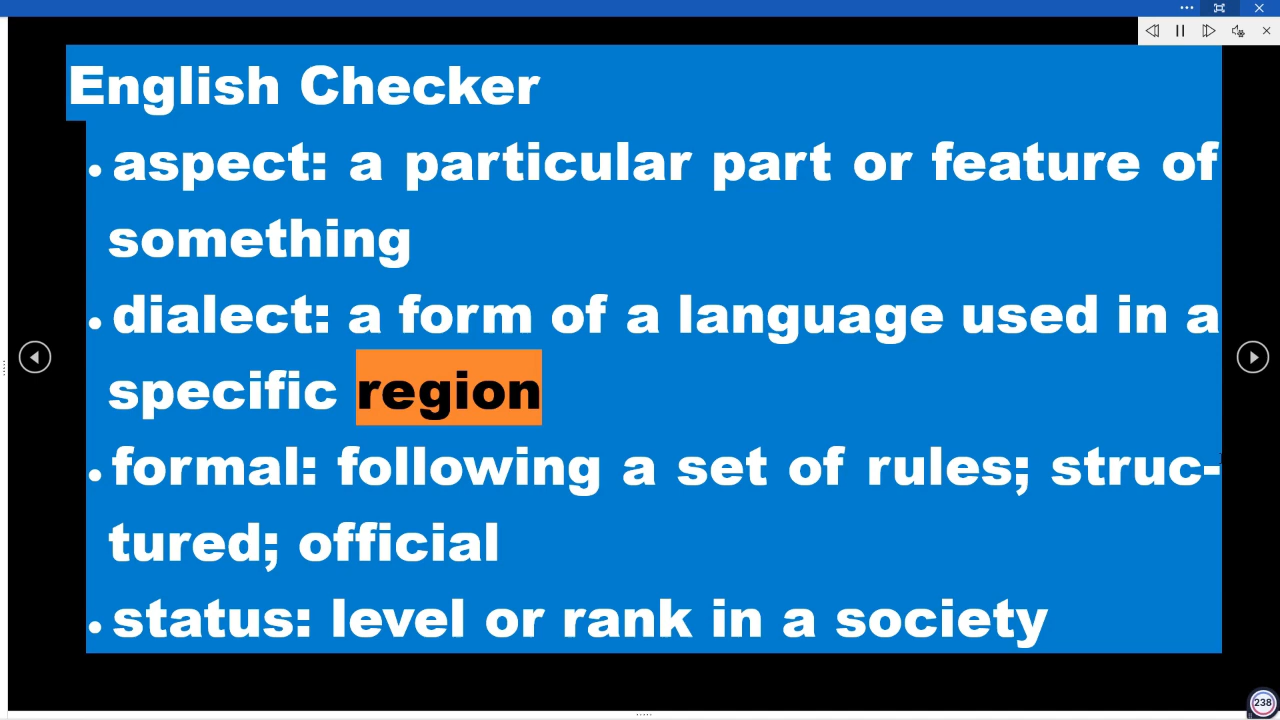 English Checker
• aspect: a particular part or feature of
something
• dialect: a form of a language used in a
specific region
• formal: following a set of rules; struc-
tured; official
• status: level or rank in a society
238